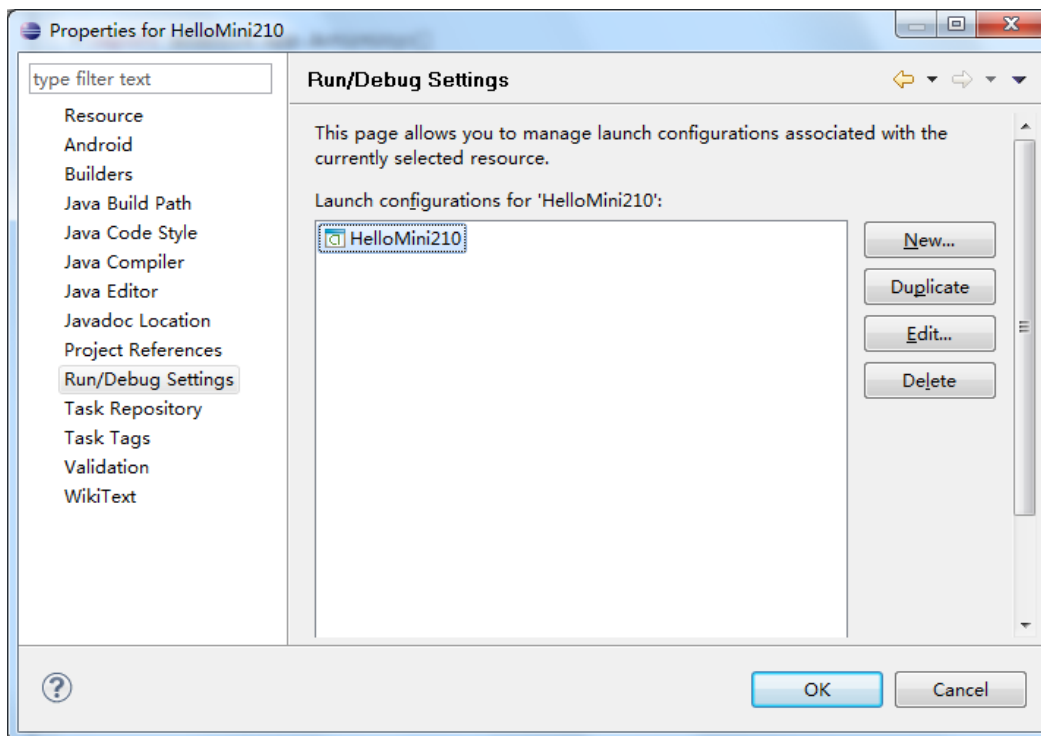 Properties for HelloMini210
type filter text
Resource
Android
Builders
Java Build Path
Java Code Style
Java Compiler
Java Editor
Javadoc Location
Project References
Run/Debug Settings
Task Repository
Task Tags
Validation
WikiText
Run/Debug Settings
This page allows you to manage launch configurations associated with the
currently selected resource.
Launch configurations for 'HelloMini210':
HelloMini210
New...
Duplicate
Edit...
Delete
OK
Cancel